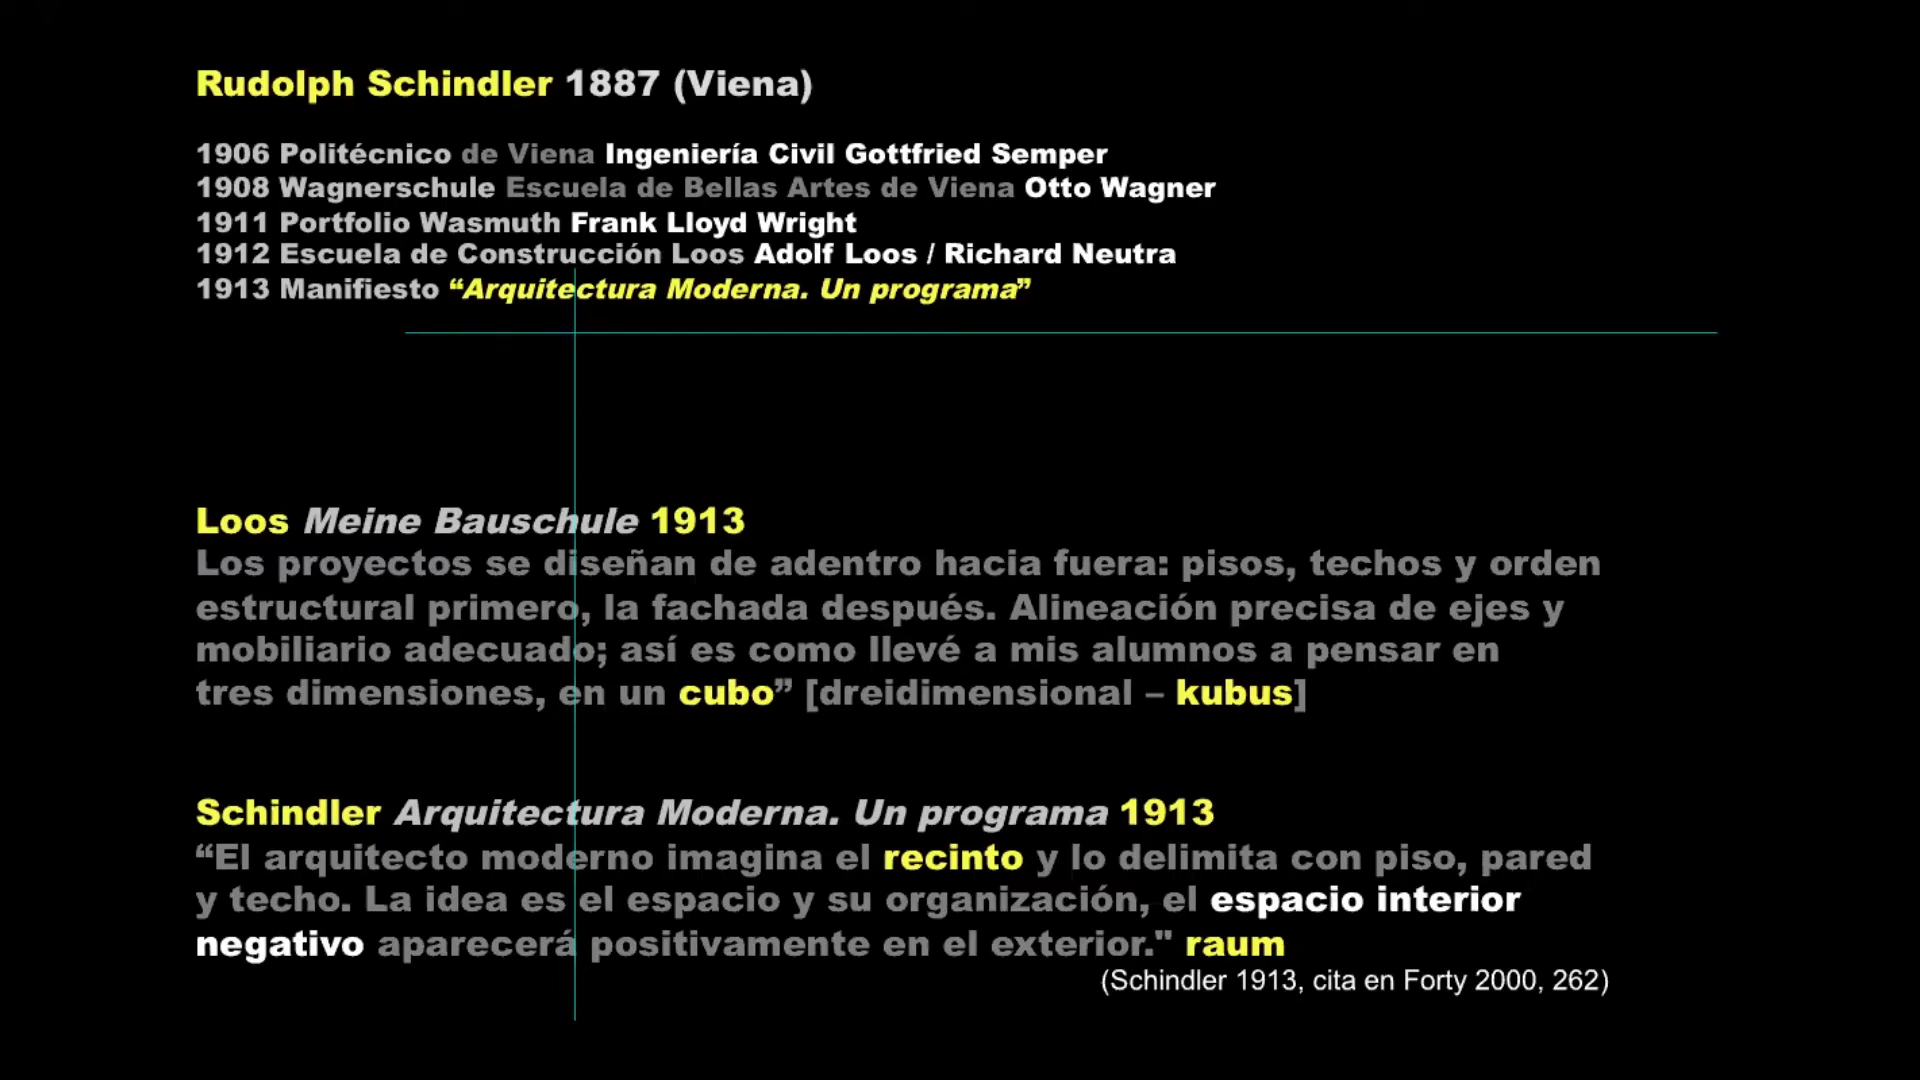 Rudolph Schindler 1887 (Viena)
1906 Politécnico de Viena Ingeniería Civil Gottfried Semper
1908 Wagnerschule Escuela de Bellas Artes de Viena Otto Wagner
1911 Portfolio Wasmuth Frank Lloyd Wright
1912 Escuela de Construcción Loos Adolf Loos / Richard Neutra
1913 Manifiesto “Arquitectura Moderna. Un programa”
Loos Meine Bauschule 1913
Los proyectos se diseñan de adentro hacia fuera: pisos, techos y orden
estructural primero, la fachada después. Alineación precisa de ejes y
mobiliario adecuado; así es como llevé a mis alumnos a pensar en
tres dimensiones, en un cubo” [dreidimensional – kubus]
Schindler Arquitectura Moderna. Un programa 1913
“El arquitecto moderno imagina el recinto y lo delimita con piso, pared
y techo. La idea es el espacio y su organización, el espacio interior
negativo aparecerá positivamente en el exterior." raum
(Schindler 1913, cita en Forty 2000, 262)